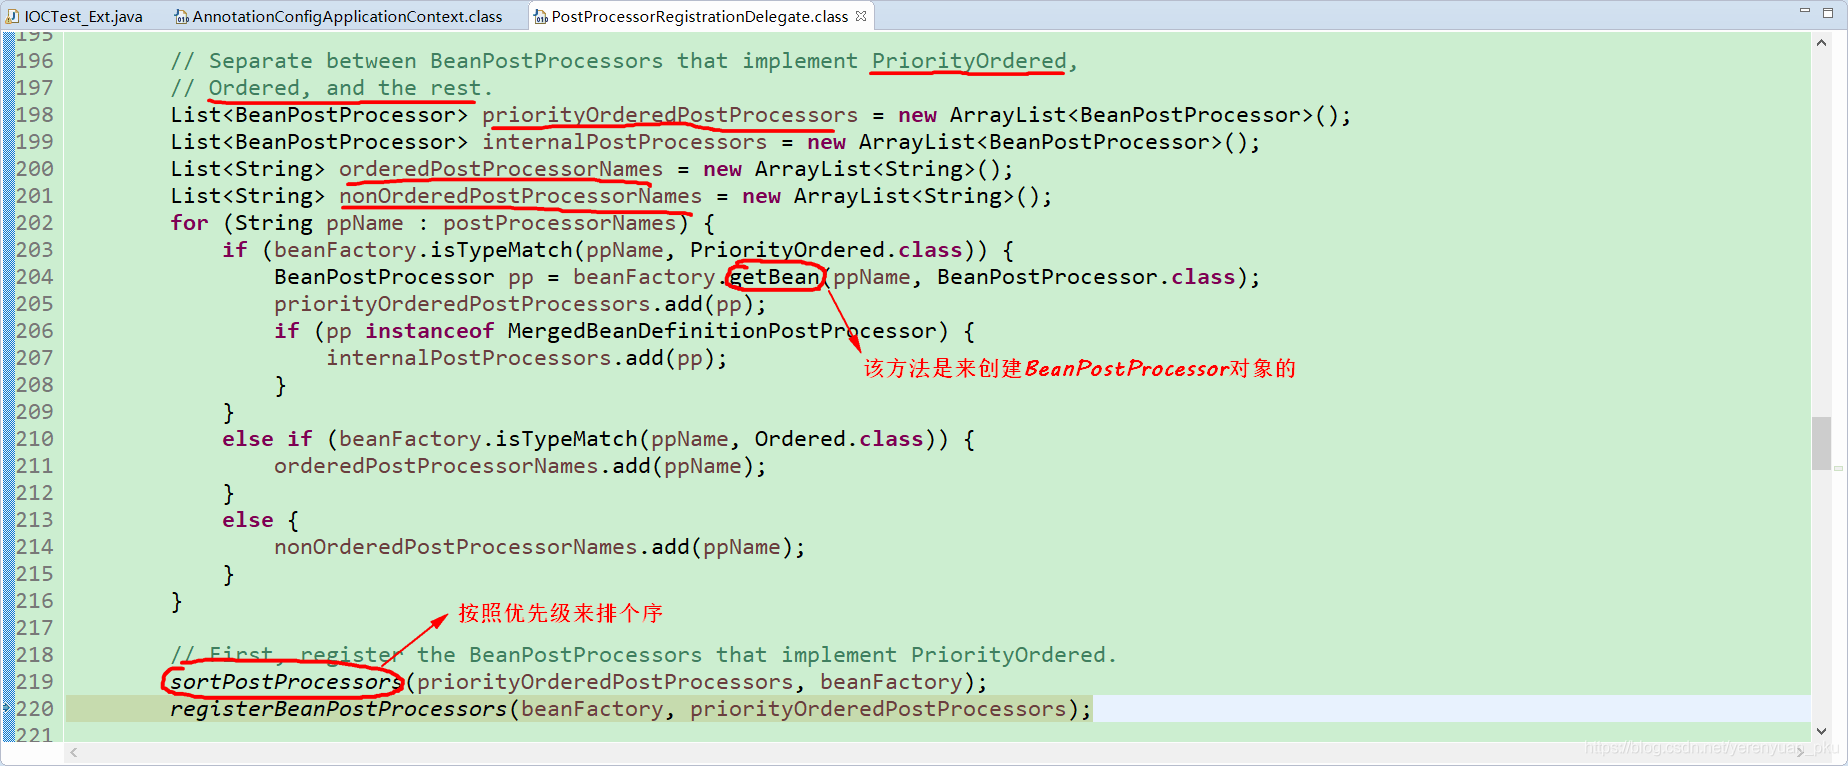 IOCTest_Ext.java AnnotationConfigApplicationContext.class PostProcessorRegistrationDelegate.class
195
196 // Separate between BeanPostProcessors that implement PriorityOrdered,
197 // Ordered, and the rest.
198 List<BeanPostProcessor> priorityOrderedPostProcessors = new ArrayList<BeanPostProcessor>();
199 List<BeanPostProcessor> internalPostProcessors = new ArrayList<BeanPostProcessor>();
200 List<String> orderedPostProcessorNames = new ArrayList<String>();
201 List<String> nonOrderedPostProcessorNames = new ArrayList<String>();
202 for (String ppName : postProcessorNames) {
203 if (beanFactory.isTypeMatch(ppName, PriorityOrdered.class)) {
204 BeanPostProcessor pp = beanFactory.getBean(ppName, BeanPostProcessor.class);
205 priorityOrderedPostProcessors.add(pp);
206 if (pp instanceof MergedBeanDefinitionPostProcessor) {
207 internalPostProcessors.add(pp);
该方法是来创建BeanPostProcessor对象的
208 }
209 }
210 else if (beanFactory.isTypeMatch(ppName, Ordered.class)) {
211 orderedPostProcessorNames.add(ppName);
212 }
213 else {
214 nonOrderedPostProcessorNames.add(ppName);
215 }
216 }
按照优先级来排个序
217
218 // First, register the BeanPostProcessors that implement PriorityOrdered.
219 sortPostProcessors(priorityOrderedPostProcessors, beanFactory);
220 registerBeanPostProcessors(beanFactory, priorityOrderedPostProcessors);
221
https://blog.csdn.net/yerenyuan_pku